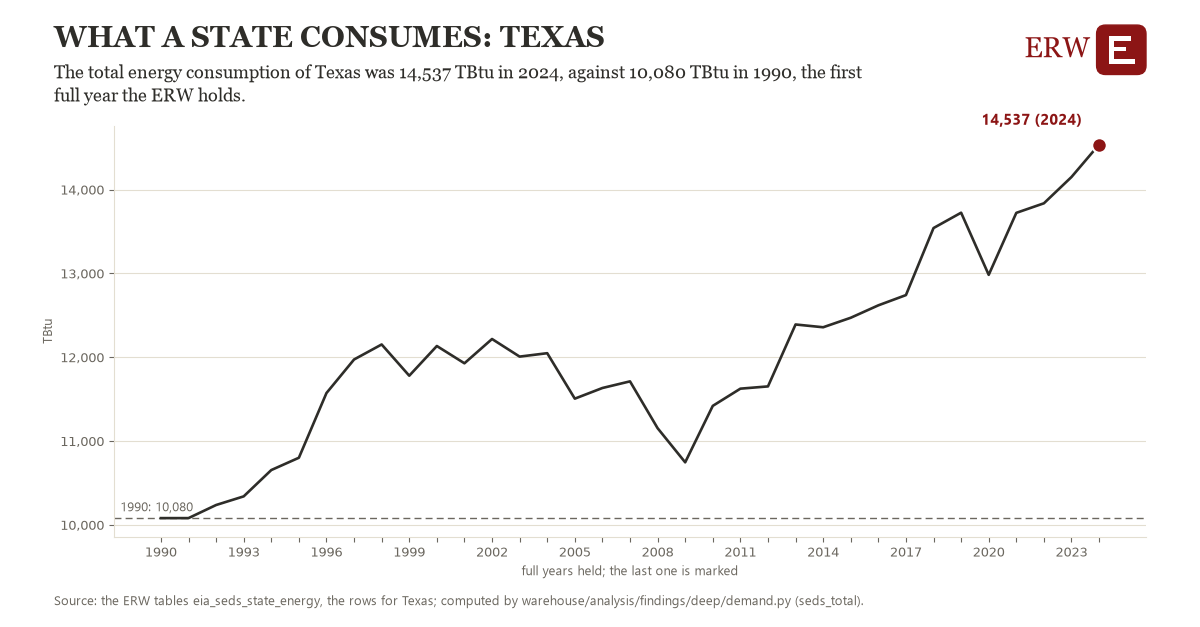 WHAT A STATE CONSUMES: TEXAS
ERW E
The total energy consumption of Texas was 14,537 TBtu in 2024, against 10,080 TBtu in 1990, the first
full year the ERW holds.
14,537 (2024)
14,000
13,000
TBtu
12,000
11,000
1990: 10,080
10,000
1990 1993 1996 1999 2002 2005 2008 2011 2014 2017 2020 2023
full years held; the last one is marked
Source: the ERW tables eia_seds_state_energy, the rows for Texas; computed by warehouse/analysis/findings/deep/demand.py (seds_total).